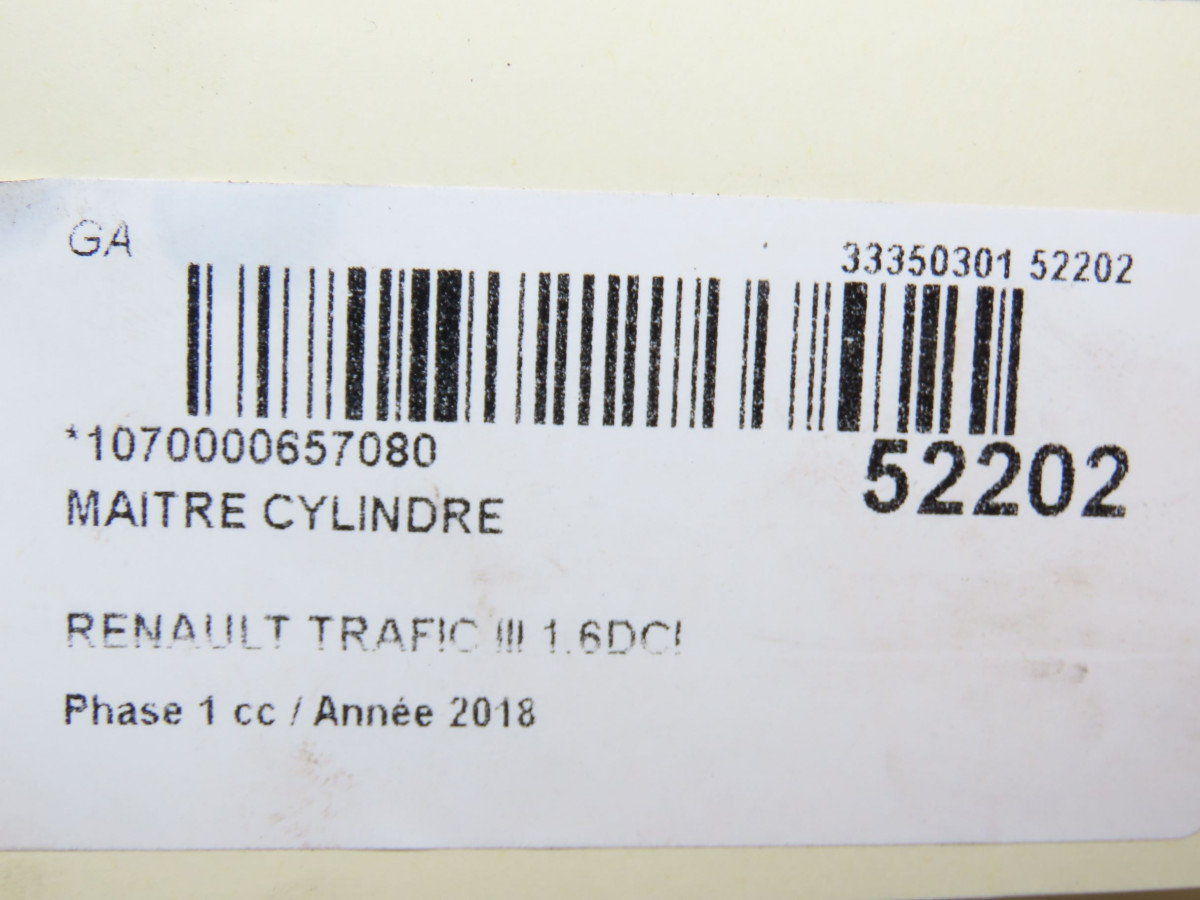 GA
33350301 52202
*1070000657080
52202
MAITRE CYLINDRE
RENAULT TRAFIC III 1.6DCI
Phase 1 cc / Année 2018